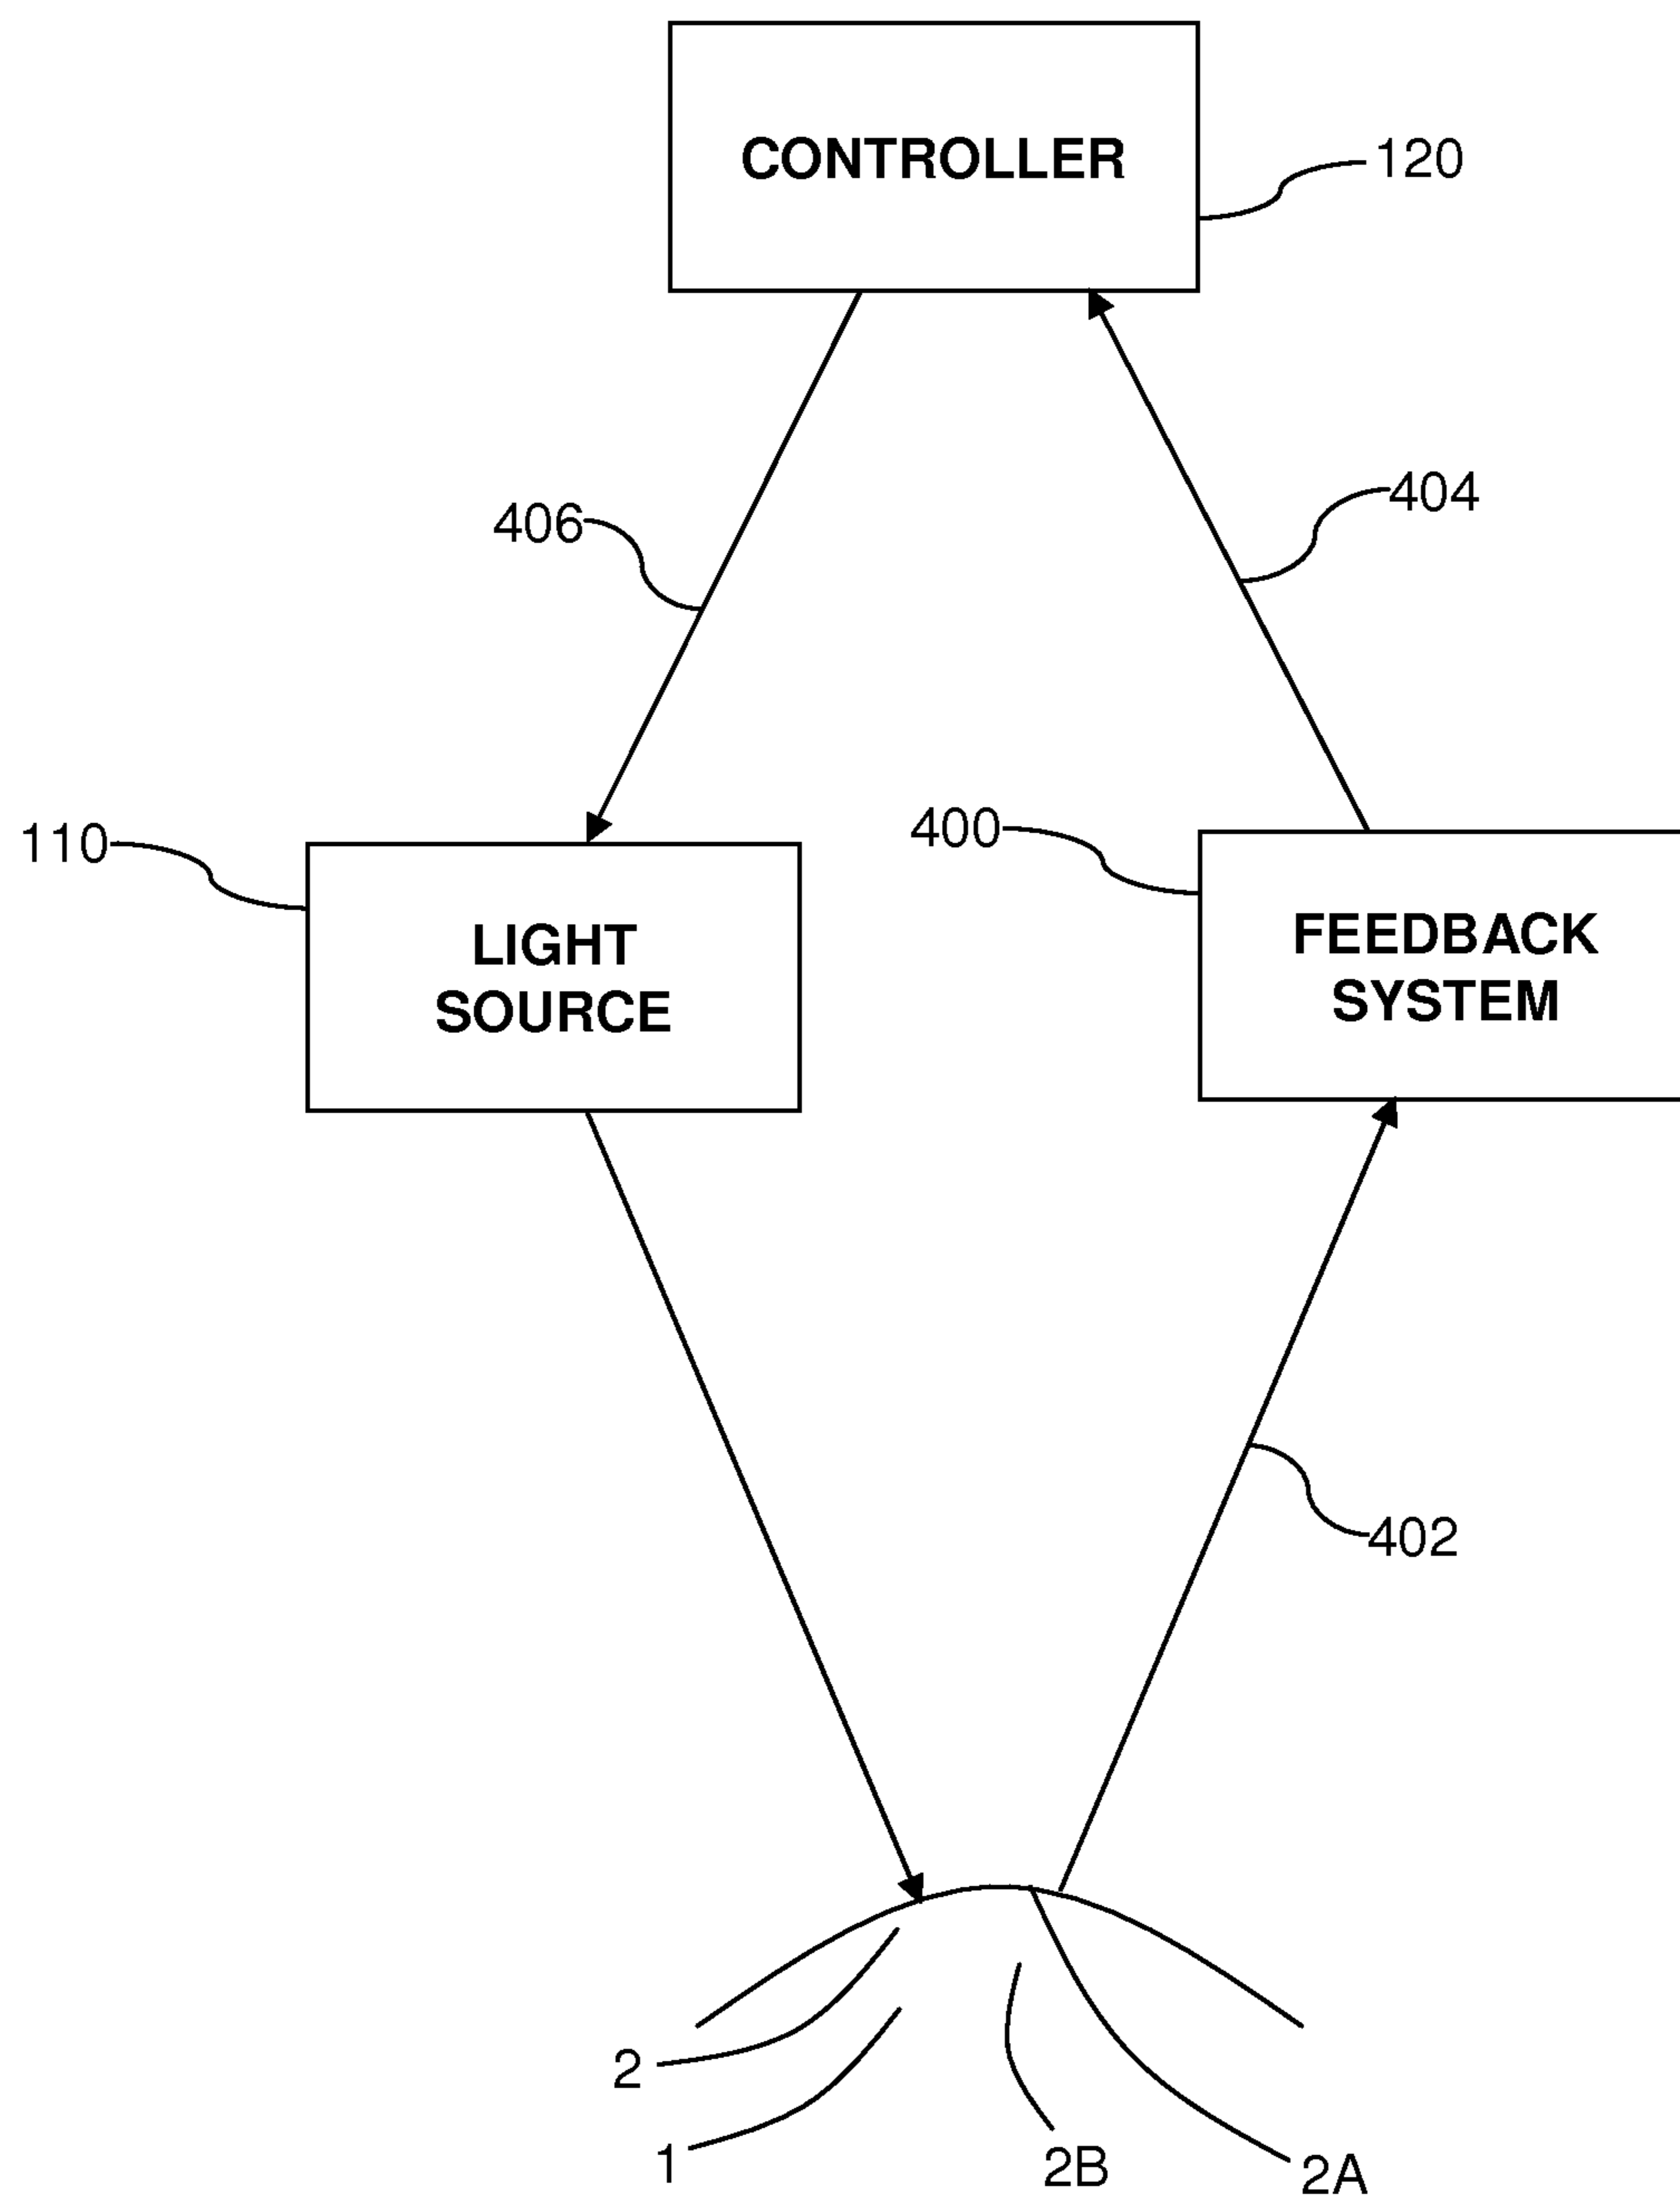 CONTROLLER
120
406
404
110
400
LIGHT
SOURCE
FEEDBACK
SYSTEM
402
2
1
2B
2A